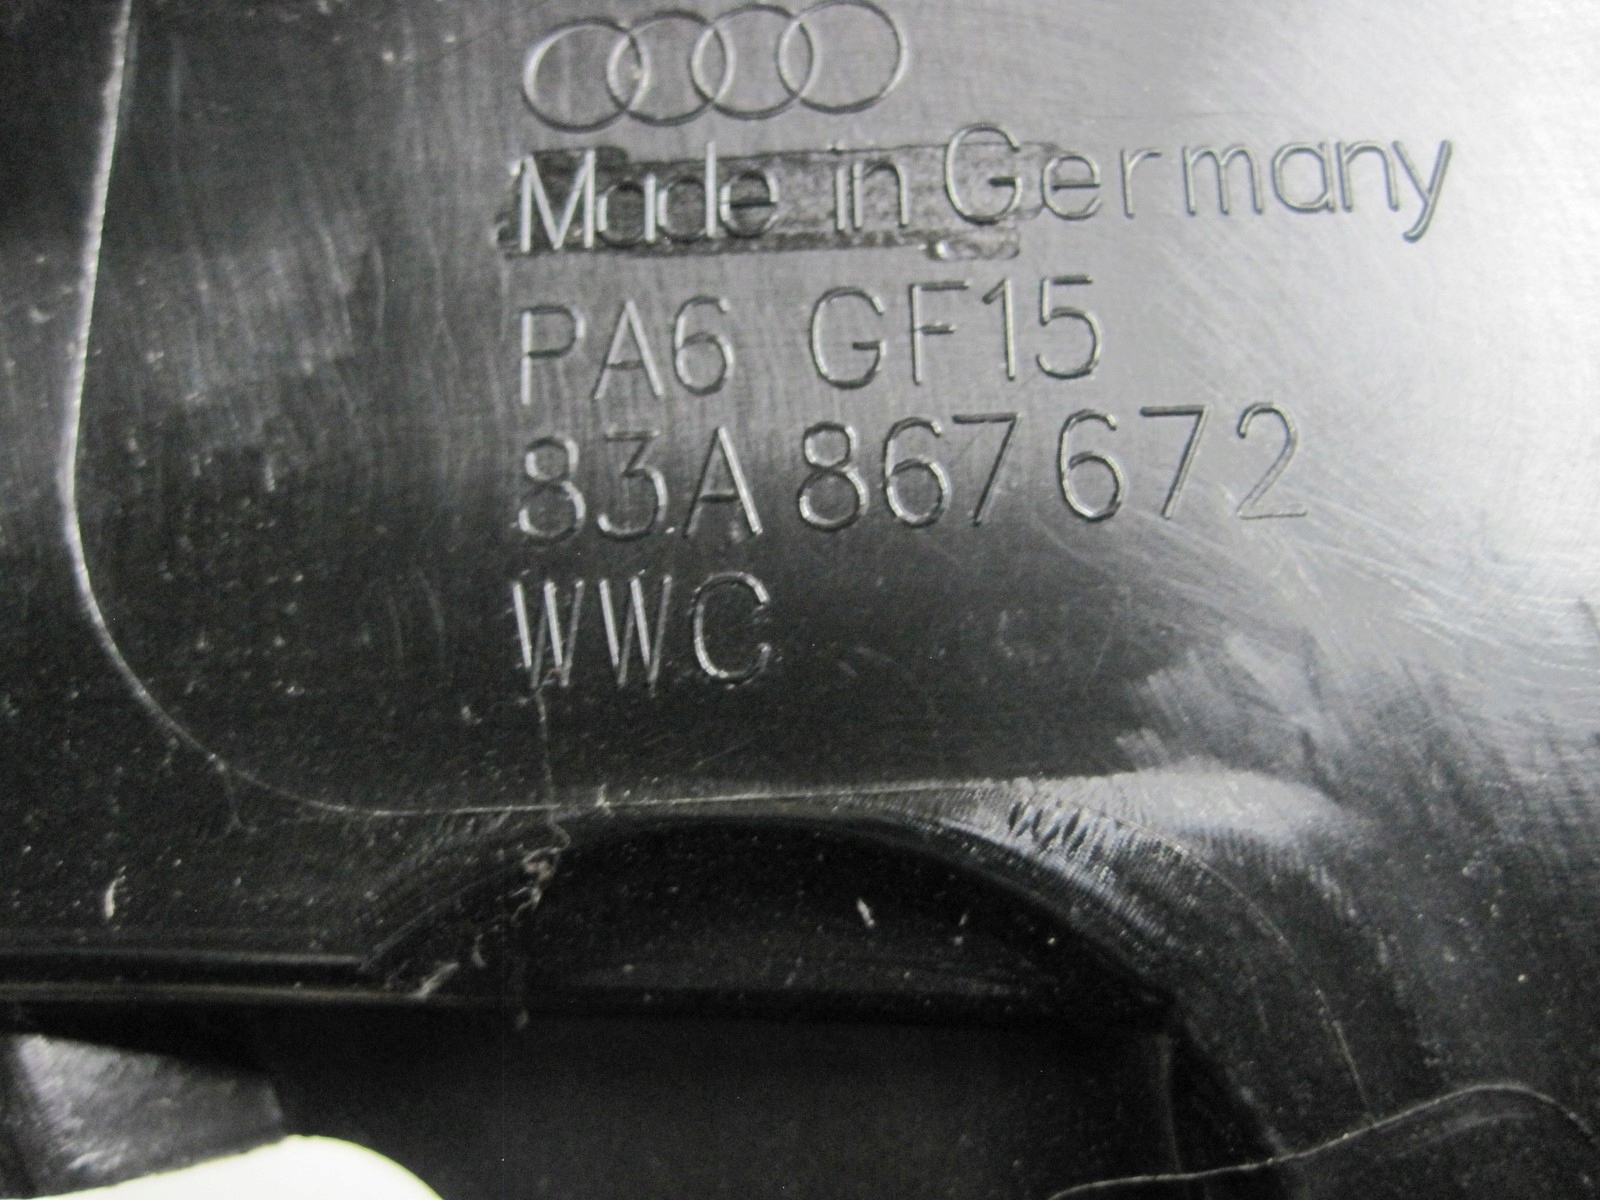 Made in Germany
PA6 GF15
83A 867 672
WWC